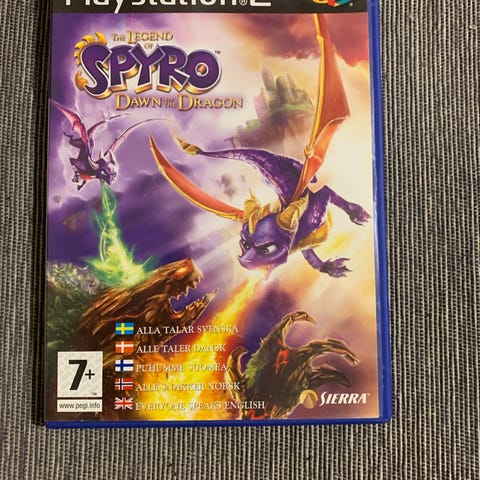 PlayStation 2
THE LEGEND
OF
SPYRO
DAWN OF THE DRAGON
ALLA TALAR SVENSKA
ALLE TALER DANSK
PUHUMME SUOMEA
ALLE SNAKKER NORSK
EVERYONE SPEAKS ENGLISH
7+
www.pegi.info
SIERRA